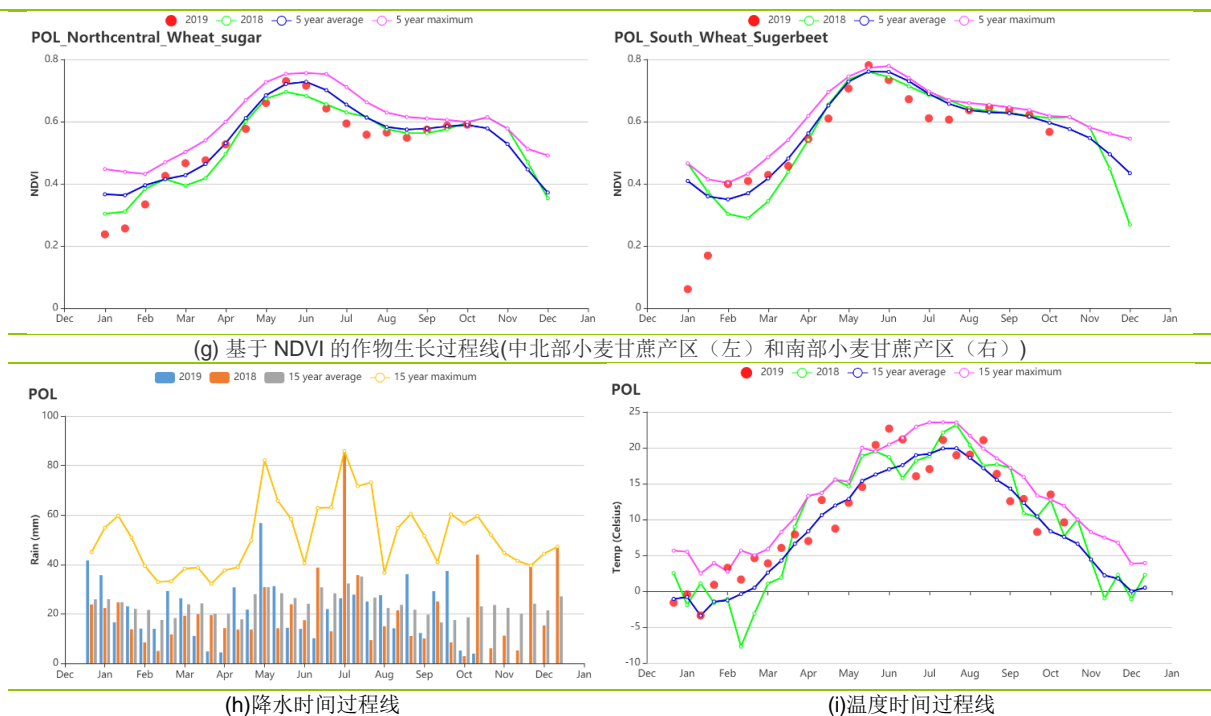 2019 2018 5 year average 5 year maximum
POL_Northcentral_Wheat_sugar
NDVI
0.8
0.6
0.4
0.2
0
Dec Jan Feb Mar Apr May Jun Jul Aug Sep Oct Nov Dec Jan
2019 2018 5 year average 5 year maximum
POL_South_Wheat_Sugerbeet
NDVI
0.8
0.6
0.4
0.2
0
Dec Jan Feb Mar Apr May Jun Jul Aug Sep Oct Nov Dec Jan
(g) 基于 NDVI 的作物生长过程线(中北部小麦甘蔗产区（左）和南部小麦甘蔗产区（右）)
2019 2018 15 year average 15 year maximum
POL
Rain (mm)
100
80
60
40
20
0
Dec Jan Feb Mar Apr May Jun Jul Aug Sep Oct Nov Dec Jan
2019 2018 15 year average 15 year maximum
POL
Temp (Celsius)
25
20
15
10
5
0
-5
-10
Dec Jan Feb Mar Apr May Jun Jul Aug Sep Oct Nov Dec Jan
(h)降水时间过程线
(i)温度时间过程线